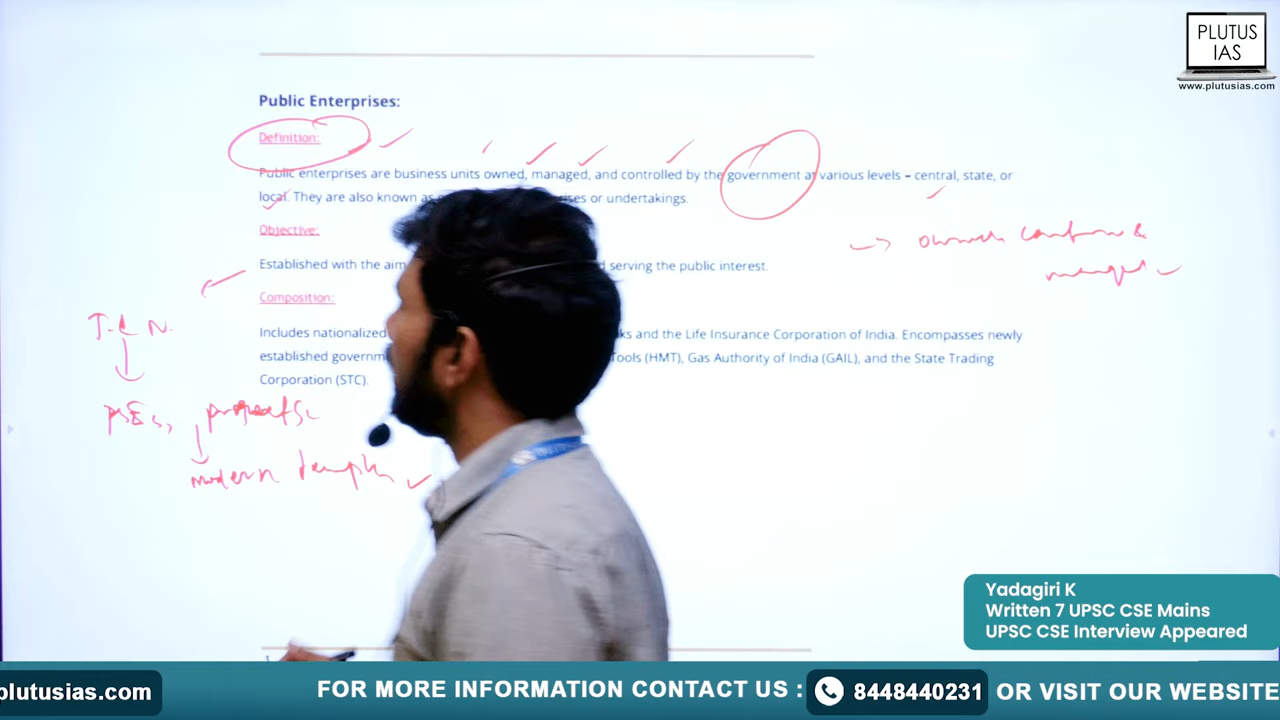 PLUTUS
IAS
www.plutusias.com
Public Enterprises:
Definition:
Public enterprises are business units owned, managed, and controlled by the government at various levels – central, state, or
local. They are also known as or undertakings.
Objective:
Established with the aim serving the public interest.
Composition:
Includes nationalized and the Life Insurance Corporation of India. Encompasses newly
established Tools (HMT), Gas Authority of India (GAIL), and the State Trading
Corporation (STC).
modern
Yadagiri K
Written 7 UPSC CSE Mains
UPSC CSE Interview Appeared
plutusias.com
FOR MORE INFORMATION CONTACT US :
8448440231
OR VISIT OUR WEBSITE